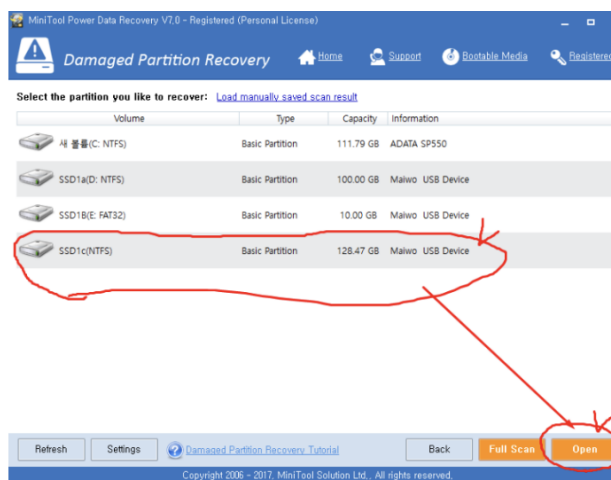 MiniTool Power Data Recovery V7.0 - Registered (Personal License)
Damaged Partition Recovery Home Support Bootable Media Registered
Select the partition you like to recover: Load manually saved scan result
Volume Type Capacity Information
새 볼륨(C: NTFS) Basic Partition 111.79 GB ADATA SP550
SSD1a(D: NTFS) Basic Partition 100.00 GB Maiwo USB Device
SSD1B(E: FAT32) Basic Partition 10.00 GB Maiwo USB Device
SSD1c(NTFS) Basic Partition 128.47 GB Maiwo USB Device
Refresh Settings Damaged Partition Recovery Tutorial Back Full Scan Open
Copyright 2006 - 2017, MiniTool Solution Ltd,. All rights reserved,